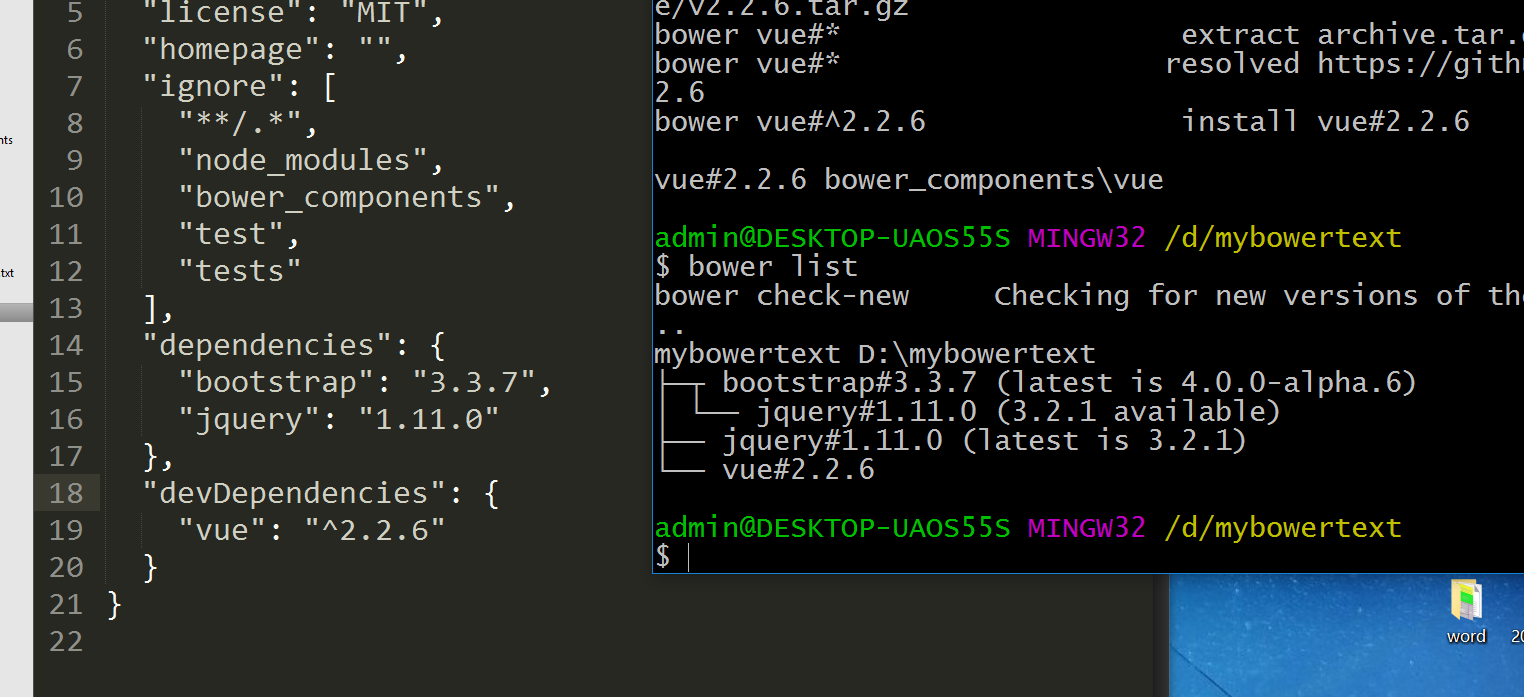 nts
txt
5 "license": "MIT",
6 "homepage": "",
7 "ignore": [
8 "**/.*",
9 "node_modules",
10 "bower_components",
11 "test",
12 "tests"
13 ],
14 "dependencies": {
15 "bootstrap": "3.3.7",
16 "jquery": "1.11.0"
17 },
18 "devDependencies": {
19 "vue": "^2.2.6"
20 }
21 }
22
e/v2.2.6.tar.gz
bower vue#* extract archive.tar.
bower vue#* resolved https://gith
2.6
bower vue#^2.2.6 install vue#2.2.6
vue#2.2.6 bower_components\vue
admin@DESKTOP-UAOS55S MINGW32 /d/mybowertext
$ bower list
bower check-new Checking for new versions of th
..
mybowertext D:\mybowertext
├─┬ bootstrap#3.3.7 (latest is 4.0.0-alpha.6)
│ └── jquery#1.11.0 (3.2.1 available)
├── jquery#1.11.0 (latest is 3.2.1)
└── vue#2.2.6
admin@DESKTOP-UAOS55S MINGW32 /d/mybowertext
$
word
20